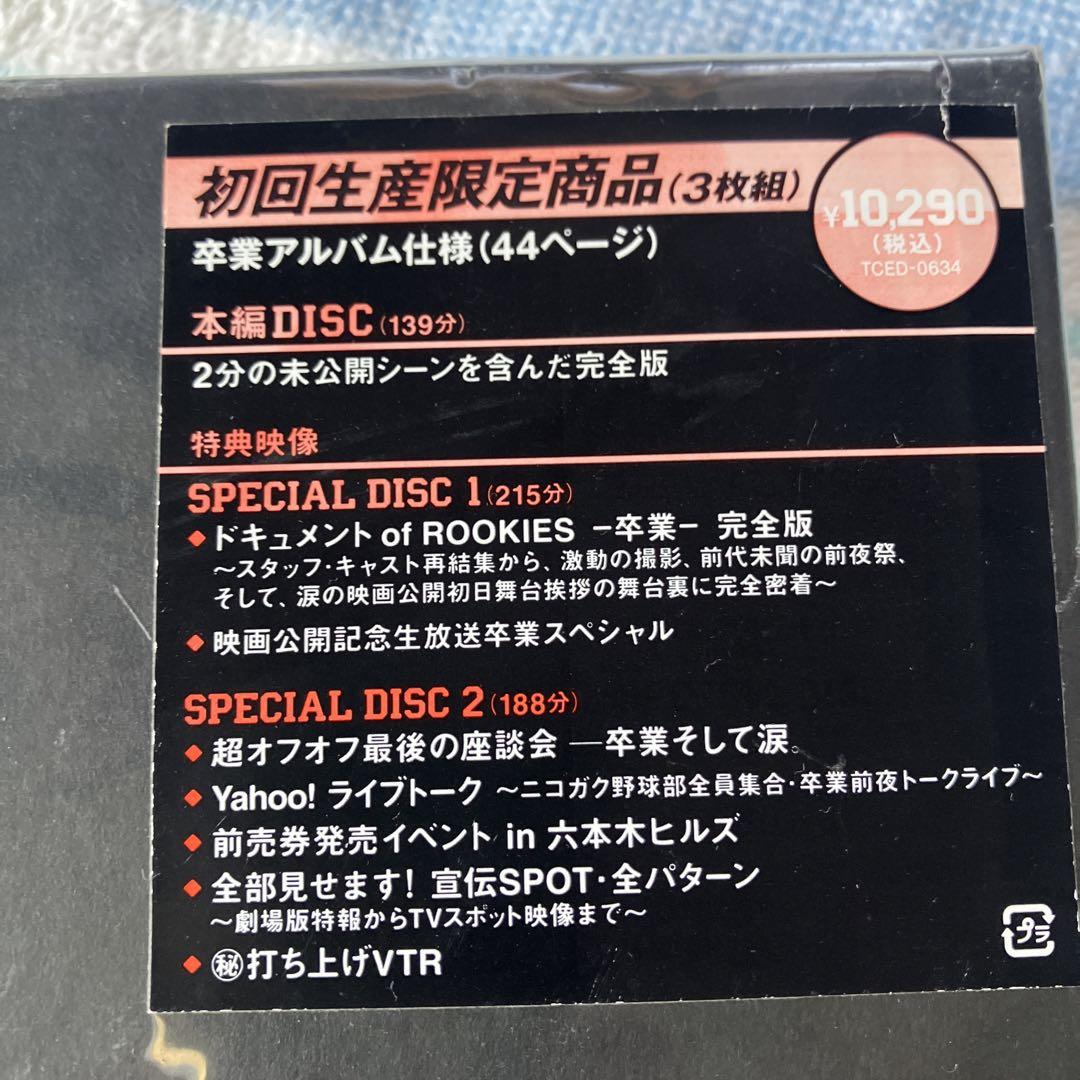 初回生産限定商品(3枚組)
¥10,290
(税込)
TCED-0634
卒業アルバム仕様(44ページ)
本編DISC(139分)
2分の未公開シーンを含んだ完全版
特典映像
SPECIAL DISC 1(215分)
◆ドキュメント of ROOKIES −卒業− 完全版
〜スタッフ・キャスト再結集から、激動の撮影、前代未聞の前夜祭、
そして、涙の映画公開初日舞台挨拶の舞台裏に完全密着〜
◆映画公開記念生放送卒業スペシャル
SPECIAL DISC 2(188分)
◆超オフオフ最後の座談会 ―卒業そして涙。
◆Yahoo! ライブトーク 〜ニコガク野球部全員集合・卒業前夜トークライブ〜
◆前売券発売イベント in 六本木ヒルズ
◆全部見せます! 宣伝SPOT・全パターン
〜劇場版特報からTVスポット映像まで〜
◆㊙打ち上げVTR
プラ